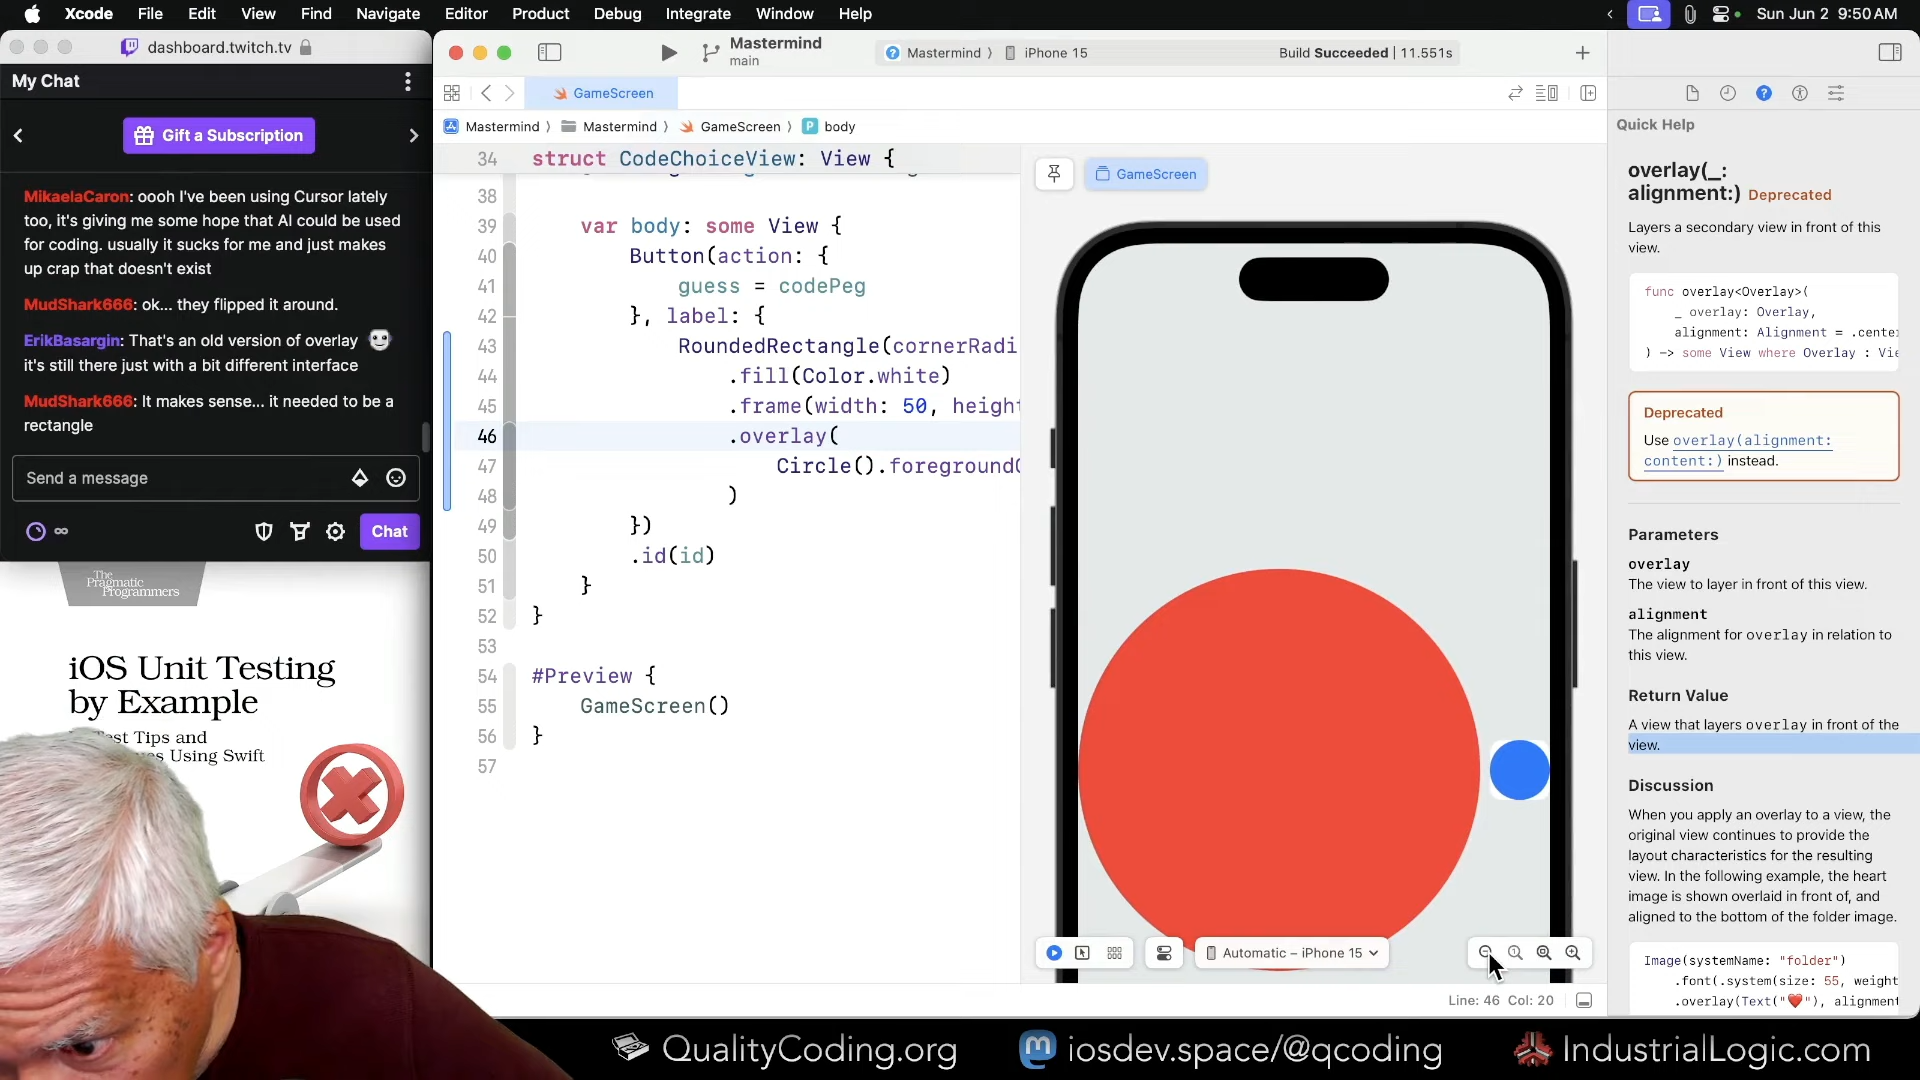 Xcode File Edit View Find Navigate Editor Product Debug Integrate Window Help
Sun Jun 2 9:50 AM
dashboard.twitch.tv
My Chat
Gift a Subscription
MikaelaCaron: oooh I've been using Cursor lately
too, it's giving me some hope that AI could be used
for coding. usually it sucks for me and just makes
up crap that doesn't exist
MudShark666: ok... they flipped it around.
ErikBasargin: That's an old version of overlay
it's still there just with a bit different interface
MudShark666: It makes sense... it needed to be a
rectangle
Send a message
∞
Chat
The
Pragmatic
Programmers
iOS Unit Testing
by Example
est Tips and
es Using Swift
Mastermind
main
Mastermind ⟩ iPhone 15
Build Succeeded | 11.551s
GameScreen
Mastermind ⟩ Mastermind ⟩ GameScreen ⟩ P body
34 struct CodeChoiceView: View {
38
39 var body: some View {
40 Button(action: {
41 guess = codePeg
42 }, label: {
43 RoundedRectangle(cornerRadi
44 .fill(Color.white)
45 .frame(width: 50, height
46 .overlay(
47 Circle().foregroundC
48 )
49 })
50 .id(id)
51 }
52 }
53
54 #Preview {
55 GameScreen()
56 }
57
GameScreen
Automatic – iPhone 15
Line: 46 Col: 20
Quick Help
overlay(_:
alignment:) Deprecated
Layers a secondary view in front of this
view.
func overlay<Overlay>(
_ overlay: Overlay,
alignment: Alignment = .cente
) -> some View where Overlay : Vie
Deprecated
Use overlay(alignment:
content:) instead.
Parameters
overlay
The view to layer in front of this view.
alignment
The alignment for overlay in relation to
this view.
Return Value
A view that layers overlay in front of the
view.
Discussion
When you apply an overlay to a view, the
original view continues to provide the
layout characteristics for the resulting
view. In the following example, the heart
image is shown overlaid in front of, and
aligned to the bottom of the folder image.
Image(systemName: "folder")
.font(.system(size: 55, weight
.overlay(Text("❤️"), alignment
QualityCoding.org
iosdev.space/@qcoding
IndustrialLogic.com